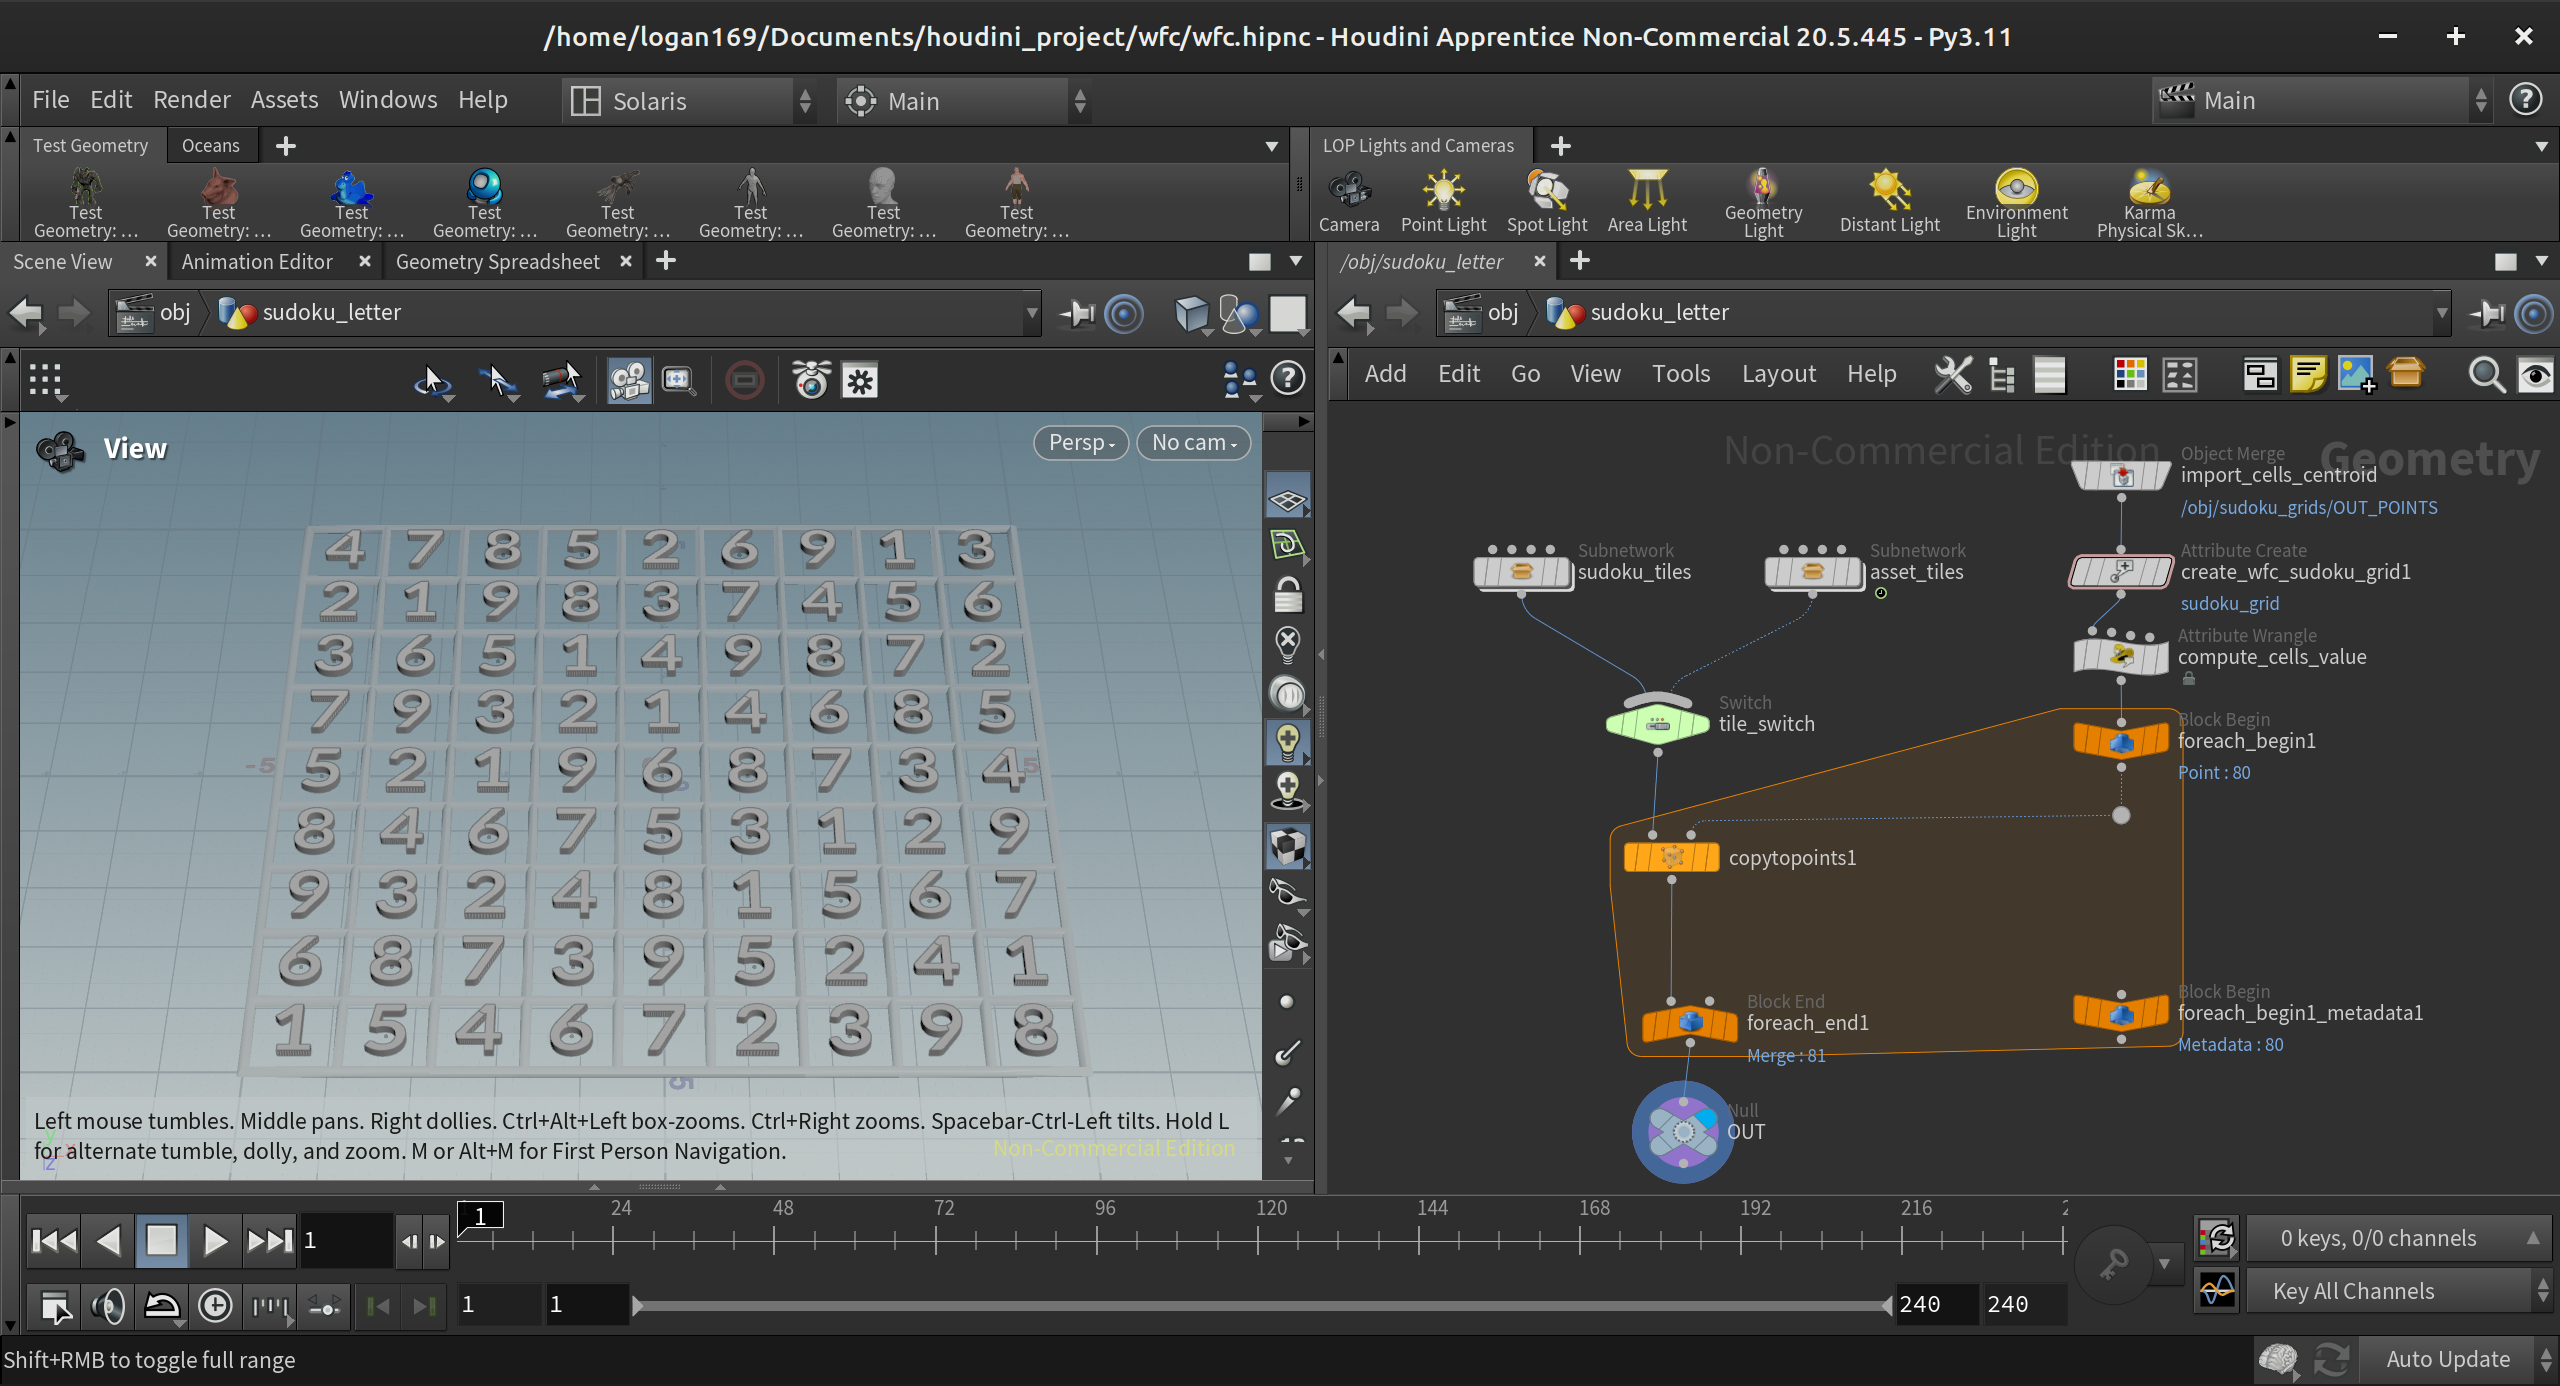 /home/logan169/Documents/houdini_project/wfc/wfc.hipnc - Houdini Apprentice Non-Commercial 20.5.445 - Py3.11
File Edit Render Assets Windows Help Solaris Main Main
Test Geometry Oceans
Test Geometry: ... Test Geometry: ... Test Geometry: ... Test Geometry: ... Test Geometry: ... Test Geometry: ... Test Geometry: ... Test Geometry: ...
LOP Lights and Cameras
Camera Point Light Spot Light Area Light Geometry Light Distant Light Environment Light Karma Physical Sk...
Scene View Animation Editor Geometry Spreadsheet
obj sudoku_letter
View
Persp No cam
4 7 8 5 2 6 9 1 3
2 1 9 8 3 7 4 5 6
3 6 5 1 4 9 8 7 2
7 9 3 2 1 4 6 8 5
-5 5 2 1 9 6 8 7 3 4 5
8 4 6 7 5 3 1 2 9
9 3 2 4 8 1 5 6 7
6 8 7 3 9 5 2 4 1
1 5 4 6 7 2 3 9 8
5
Left mouse tumbles. Middle pans. Right dollies. Ctrl+Alt+Left box-zooms. Ctrl+Right zooms. Spacebar-Ctrl-Left tilts. Hold L
for alternate tumble, dolly, and zoom. M or Alt+M for First Person Navigation.
Non-Commercial Edition
y x
z
/obj/sudoku_letter
obj sudoku_letter
Add Edit Go View Tools Layout Help
Non-Commercial Edition
Geometry
Object Merge
import_cells_centroid
/obj/sudoku_grids/OUT_POINTS
Subnetwork
sudoku_tiles
Subnetwork
asset_tiles
Attribute Create
create_wfc_sudoku_grid1
sudoku_grid
Attribute Wrangle
compute_cells_value
Switch
tile_switch
Block Begin
foreach_begin1
Point : 80
copytopoints1
Block End
foreach_end1
Merge : 81
Block Begin
foreach_begin1_metadata1
Metadata : 80
Null
OUT
1 1 24 48 72 96 120 144 168 192 216
0 keys, 0/0 channels
1 1 240 240
Key All Channels
Shift+RMB to toggle full range
Auto Update